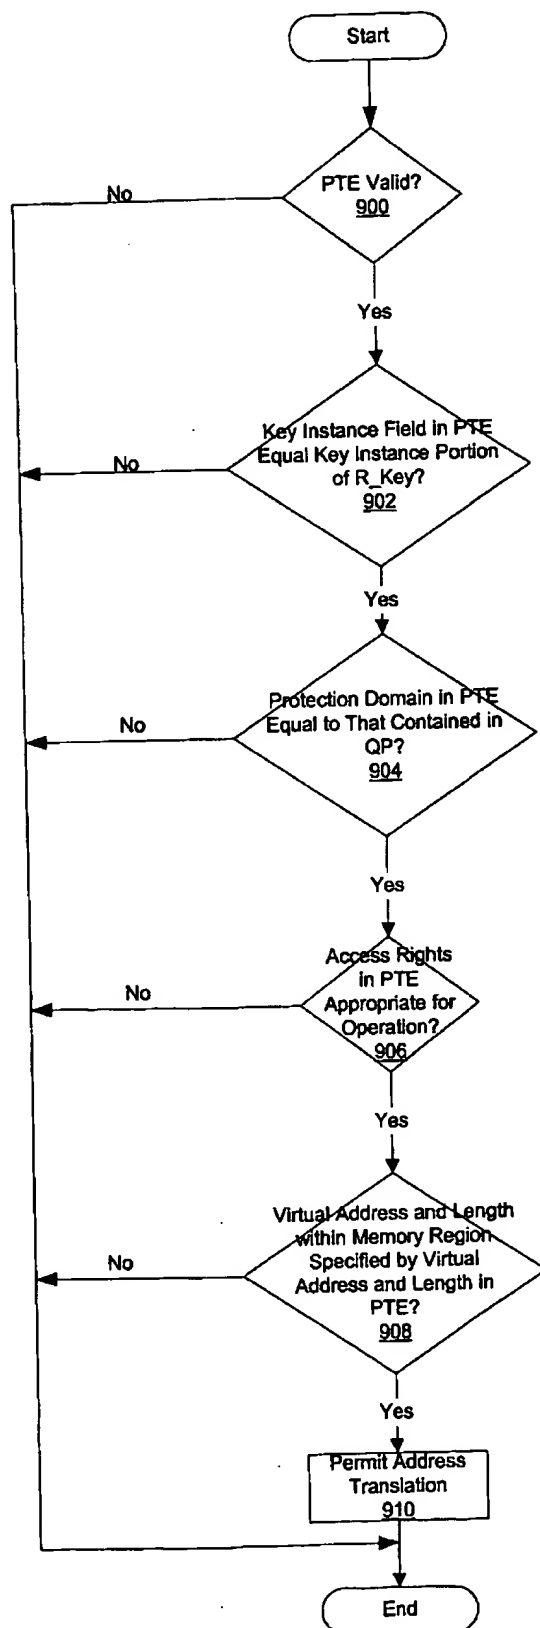 Start
PTE Valid?
900
No
Yes
Key Instance Field in PTE
Equal Key Instance Portion
of R_Key?
902
No
Yes
Protection Domain in PTE
Equal to That Contained in
QP?
904
No
Yes
Access Rights
in PTE
Appropriate for
Operation?
906
No
Yes
Virtual Address and Length
within Memory Region
Specified by Virtual
Address and Length in
PTE?
908
No
Yes
Permit Address
Translation
910
End